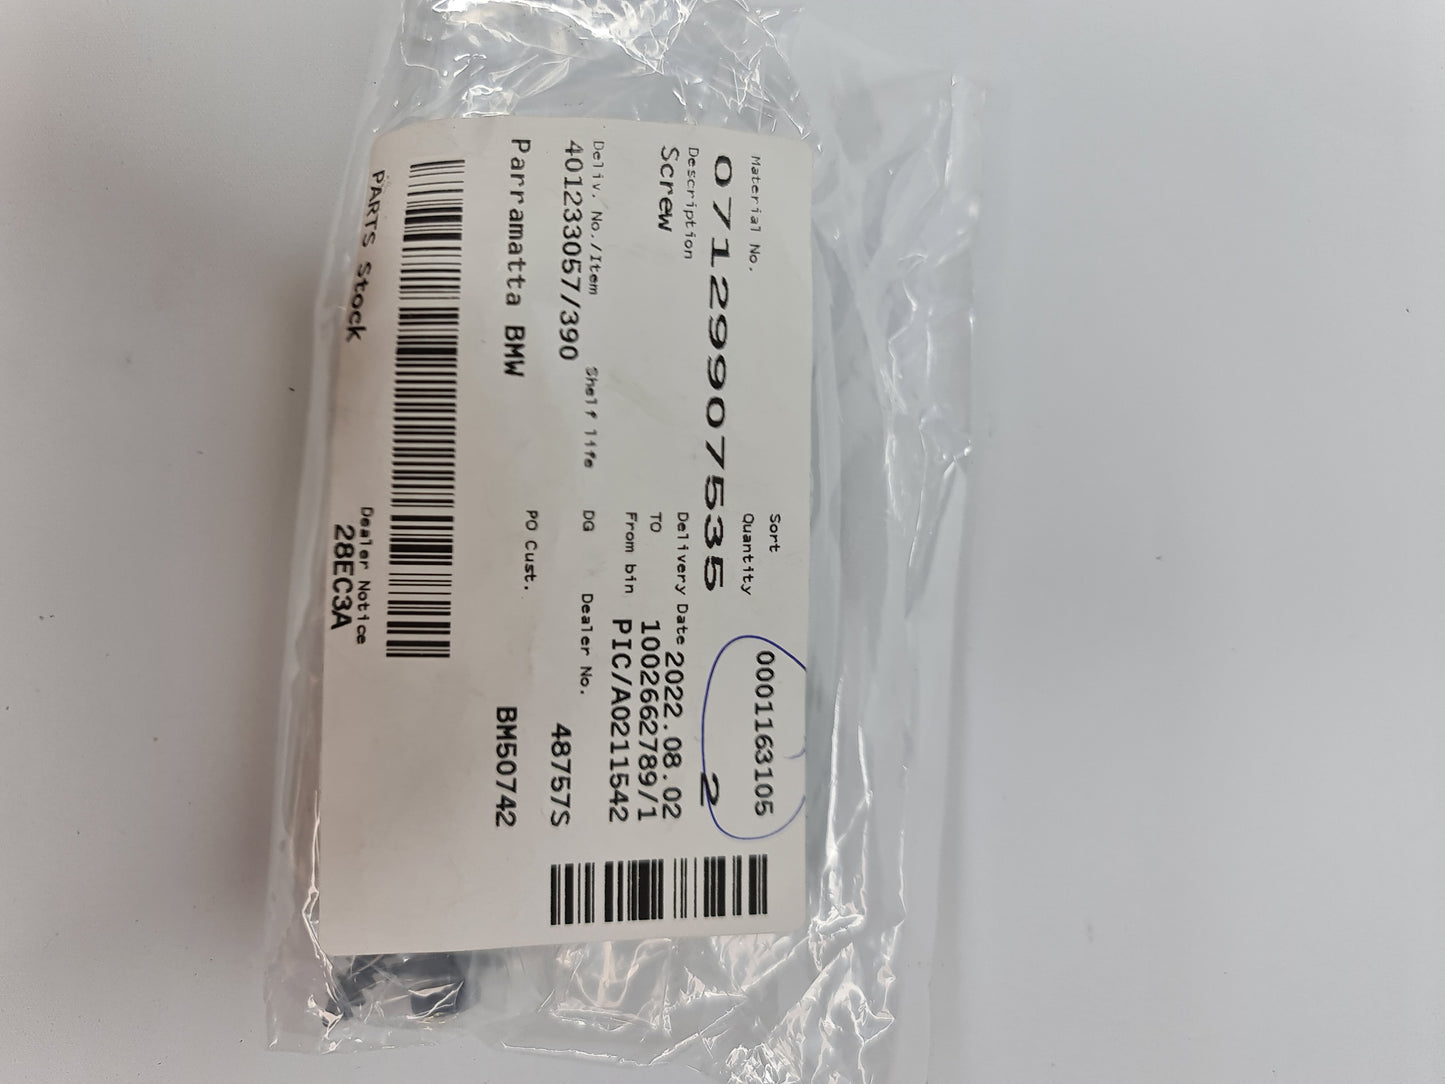 Material No.
07129907535
Description
Screw
Deliv. No./Item
401233057/390
Shelf life
Parramatta BMW
PARTS Stock
Sort 0001163105
Quantity 2
Delivery Date 2022.08.02
TO 1002662789/1
From bin PIC/A0211542
DG
Dealer No. 48757S
PO Cust. BM50742
Dealer Notice
28EC3A